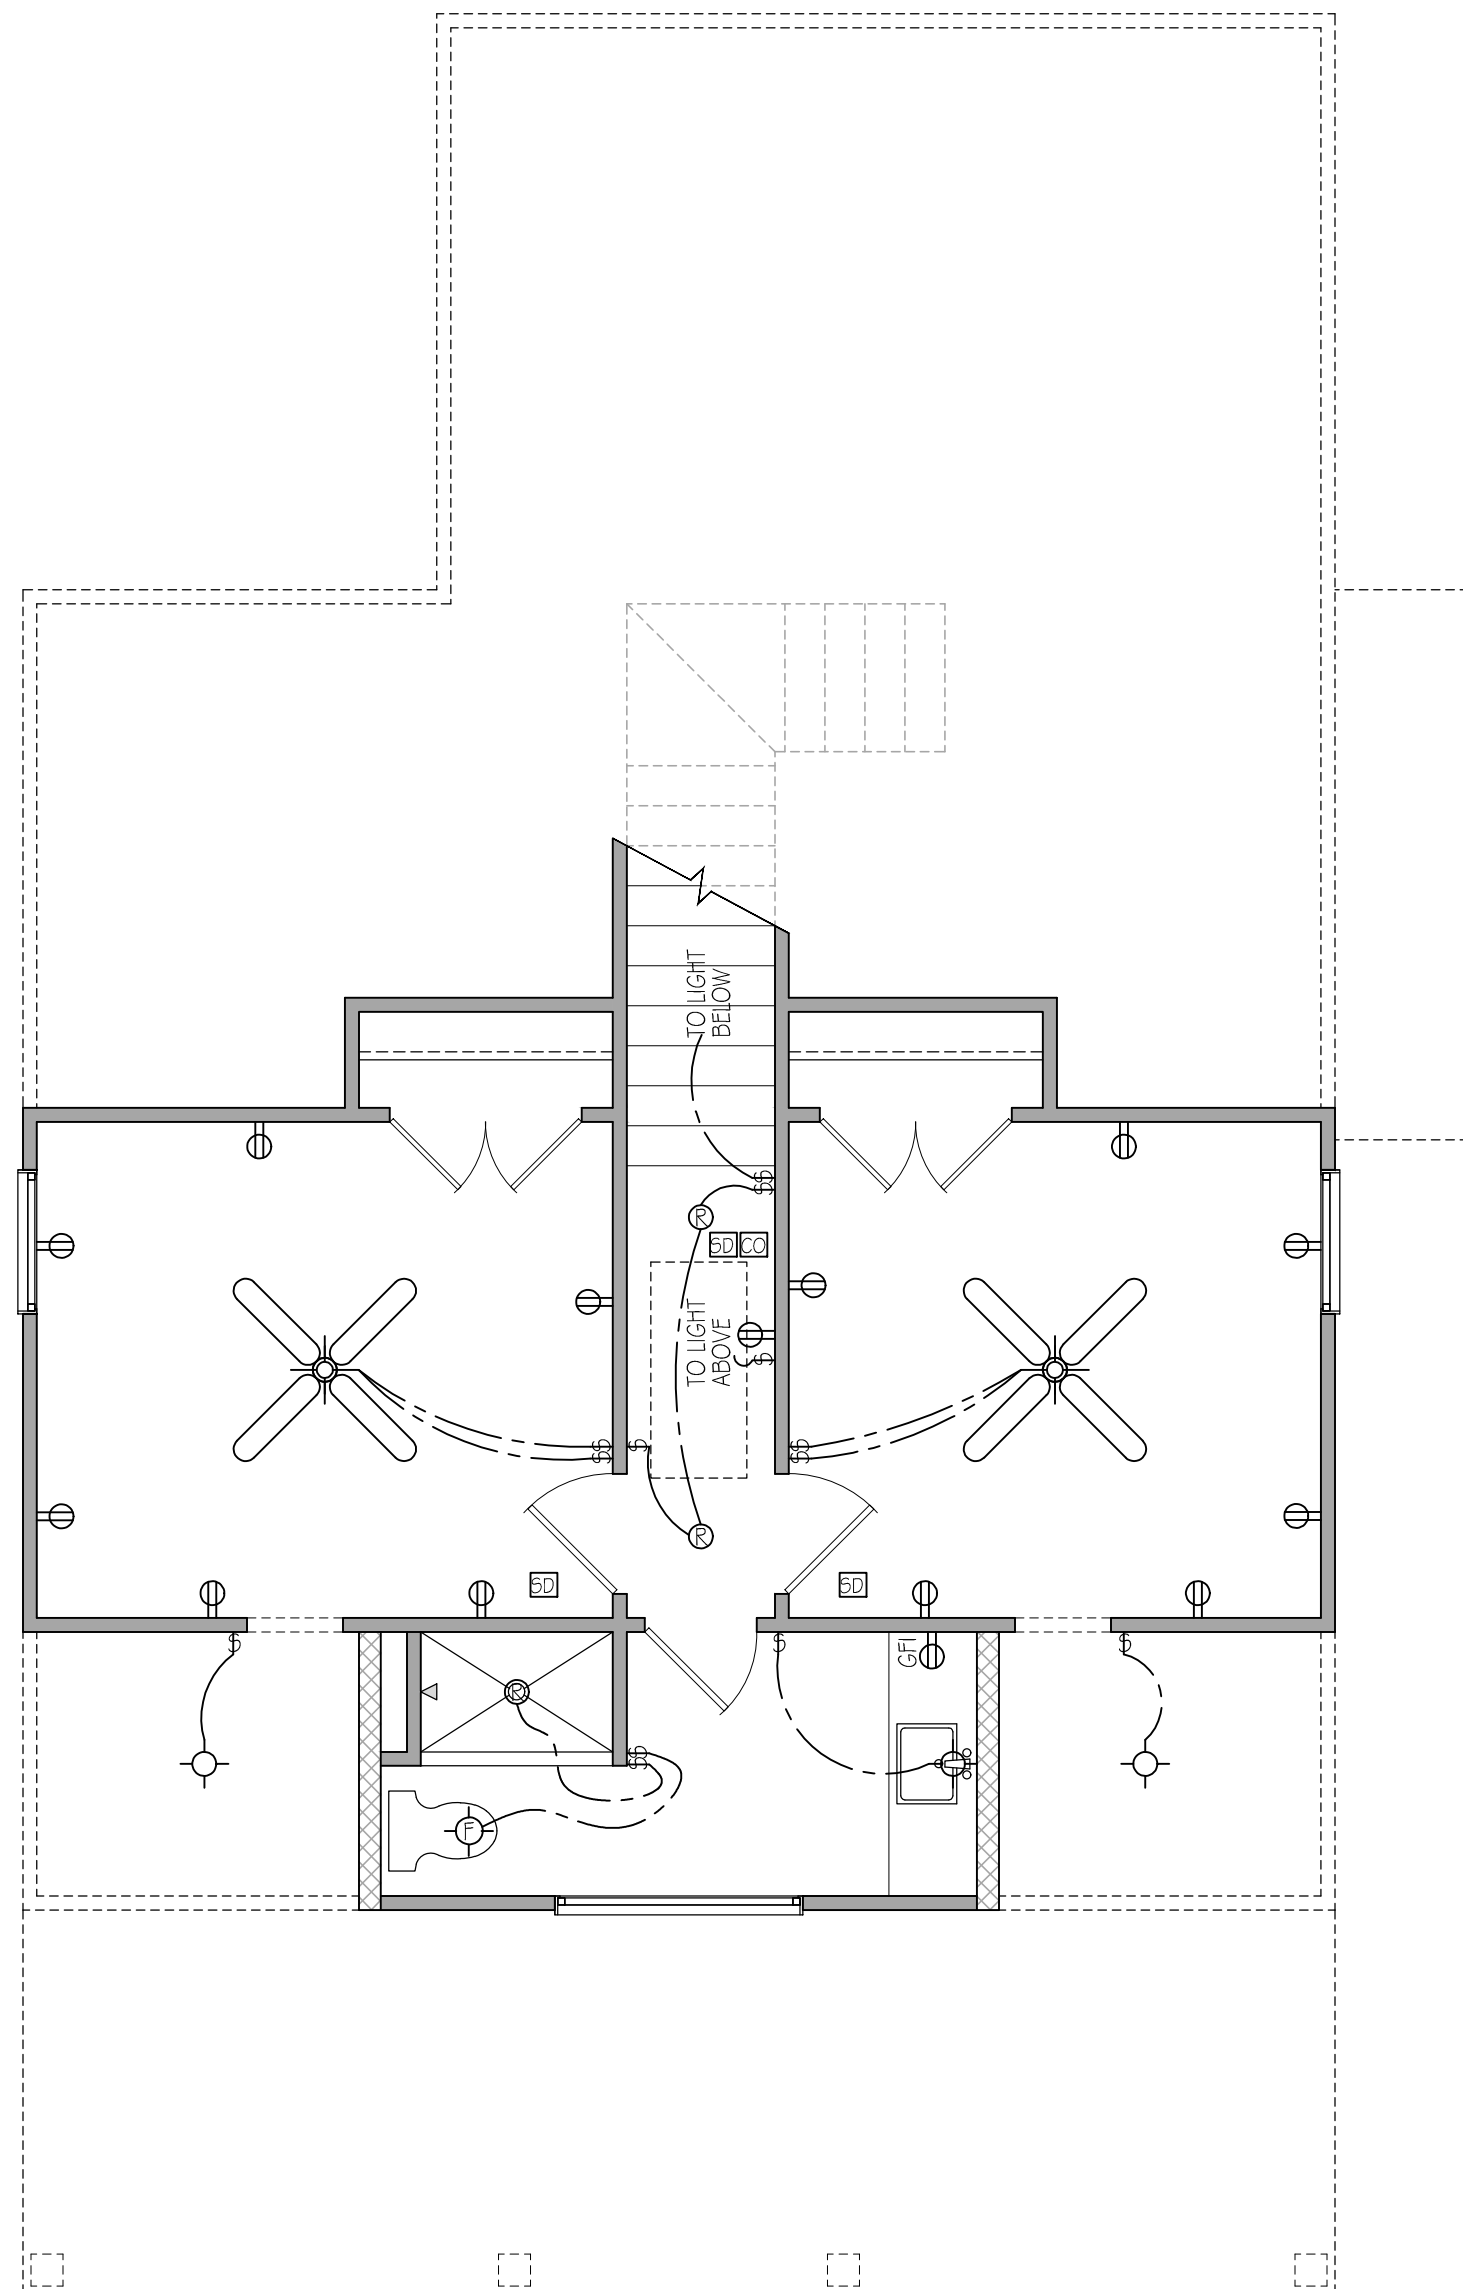 TO LIGHT
BELOW
$$
R
SD CO
TO LIGHT
ABOVE
$
$$ $ $$
R
SD SD
$ $ $
GFI
R
$$
F